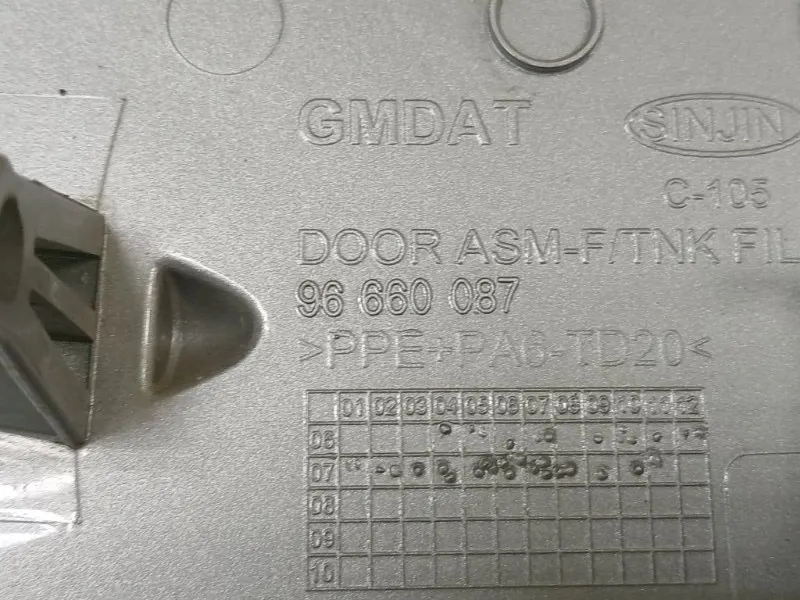 GMDAT
SINJIN
C-105
DOOR ASM-F/TNK FIL
96 660 087
>PPE+PA6-TD20<
01 02 03 04 05 06 07 08 09 10 11 12
06
07
08
09
10